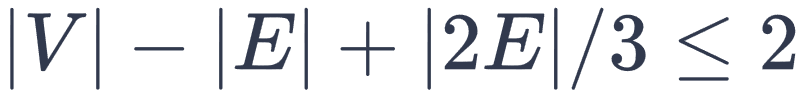 |V| − |E| + |2E|/3 ≤ 2